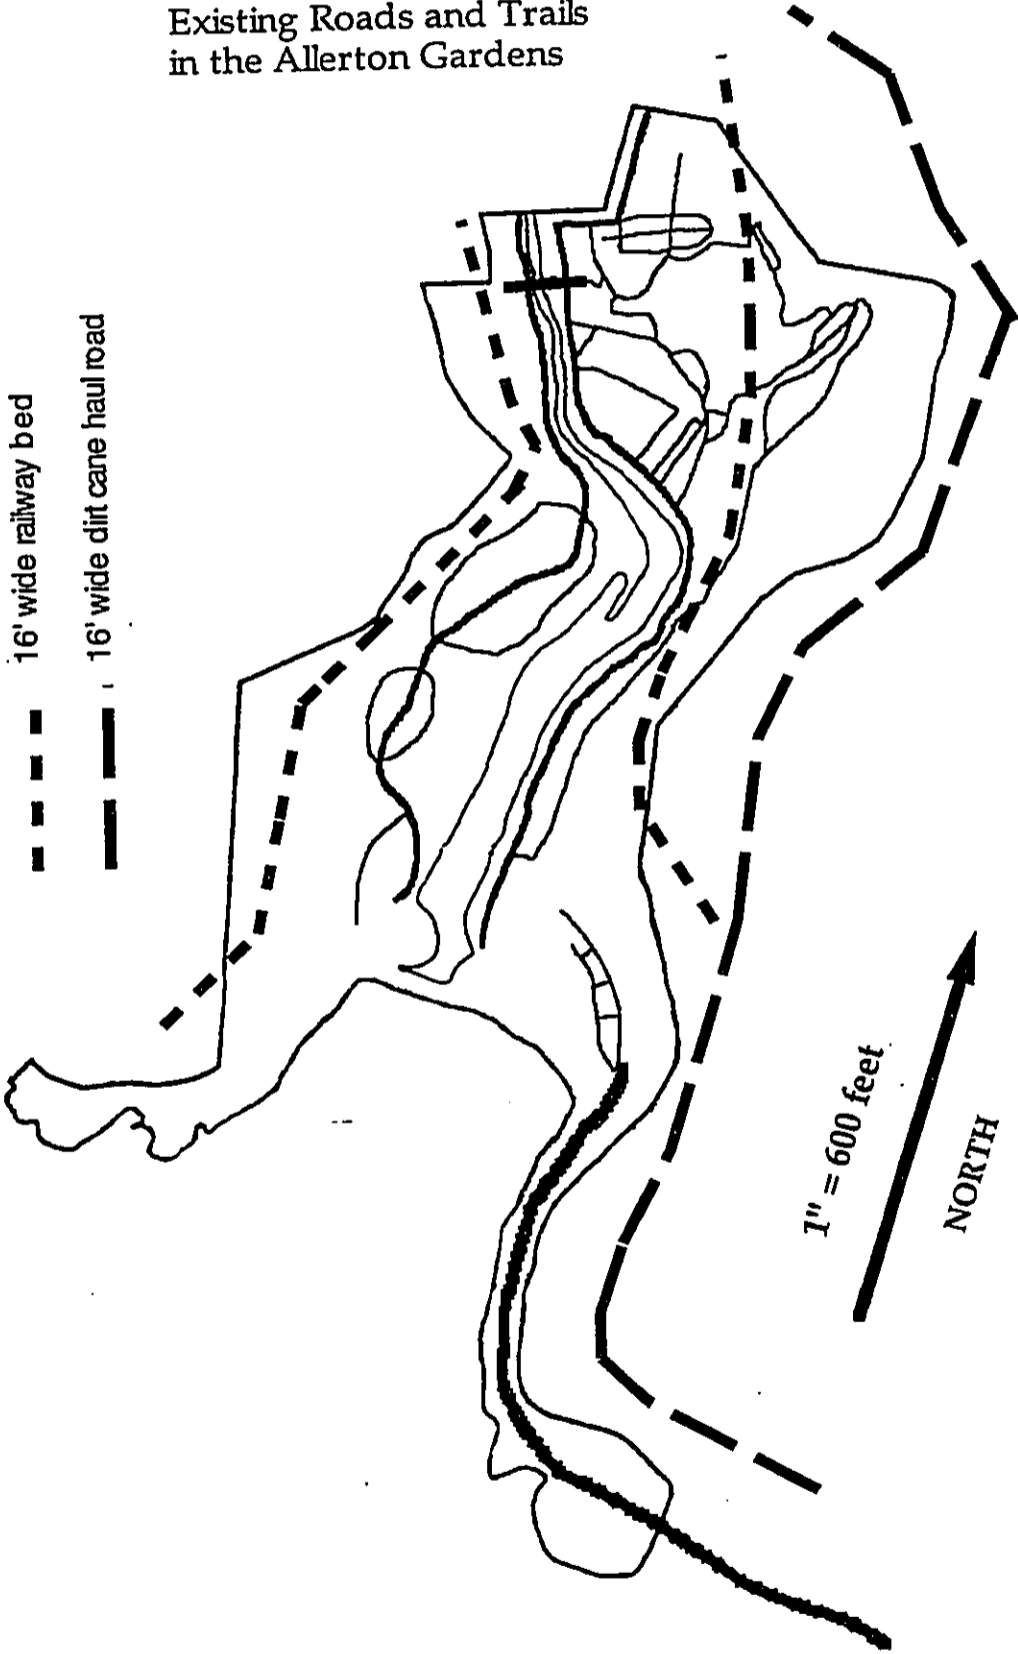 Existing Roads and Trails
in the Allerton Gardens
16' wide railway bed
16' wide dirt cane haul road
1" = 600 feet
NORTH